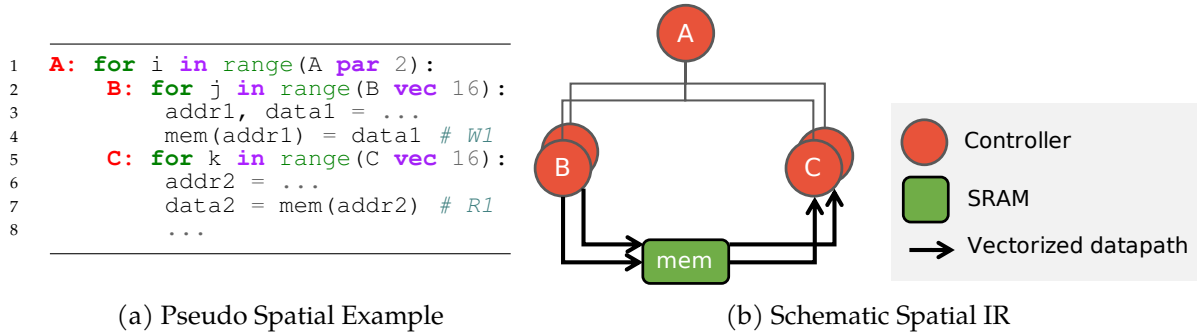 1 A: for i in range(A par 2):
2 B: for j in range(B vec 16):
3 addr1, data1 = ...
4 mem(addr1) = data1 # W1
5 C: for k in range(C vec 16):
6 addr2 = ...
7 data2 = mem(addr2) # R1
8 ...
(a) Pseudo Spatial Example
A
B
C
mem
Controller
SRAM
Vectorized datapath
(b) Schematic Spatial IR